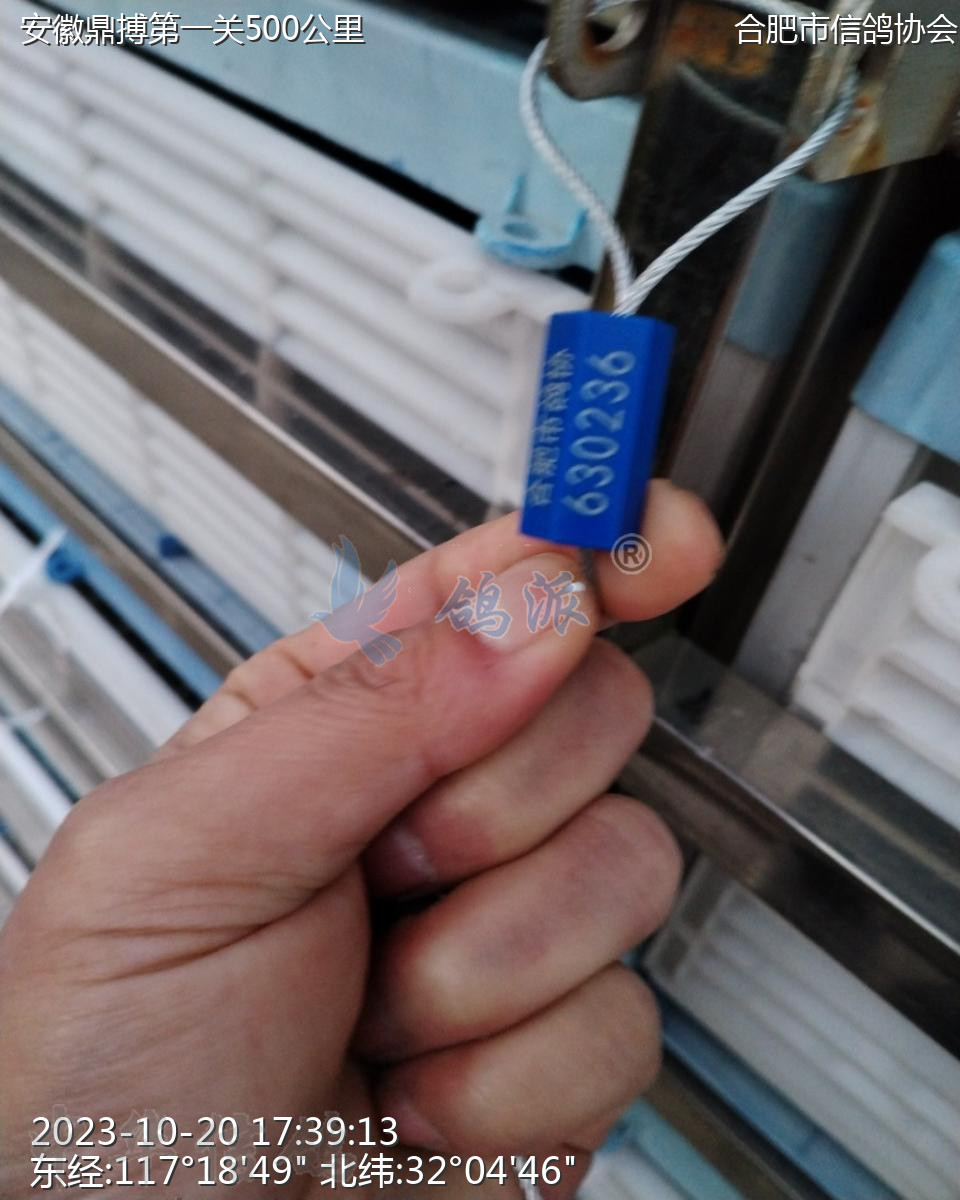 安徽鼎搏第一关500公里
合肥市信鸽协会
合肥市鸽协
630236
鸽派®
2023-10-20 17:39:13
东经:117°18'49" 北纬:32°04'46"